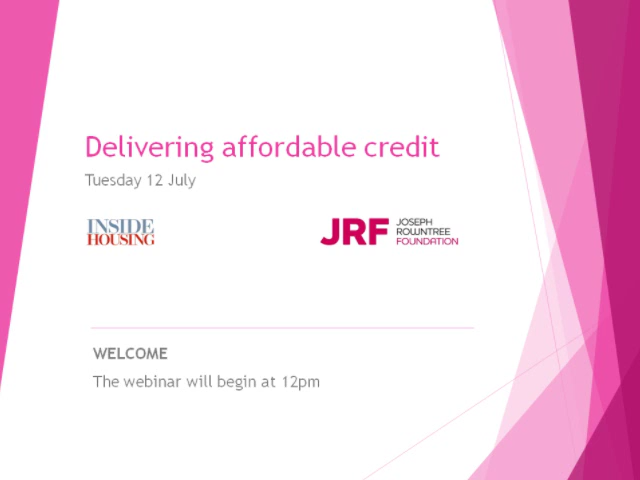 Delivering affordable credit
Tuesday 12 July
INSIDE
HOUSING
JRF
JOSEPH
ROWNTREE
FOUNDATION
WELCOME
The webinar will begin at 12pm